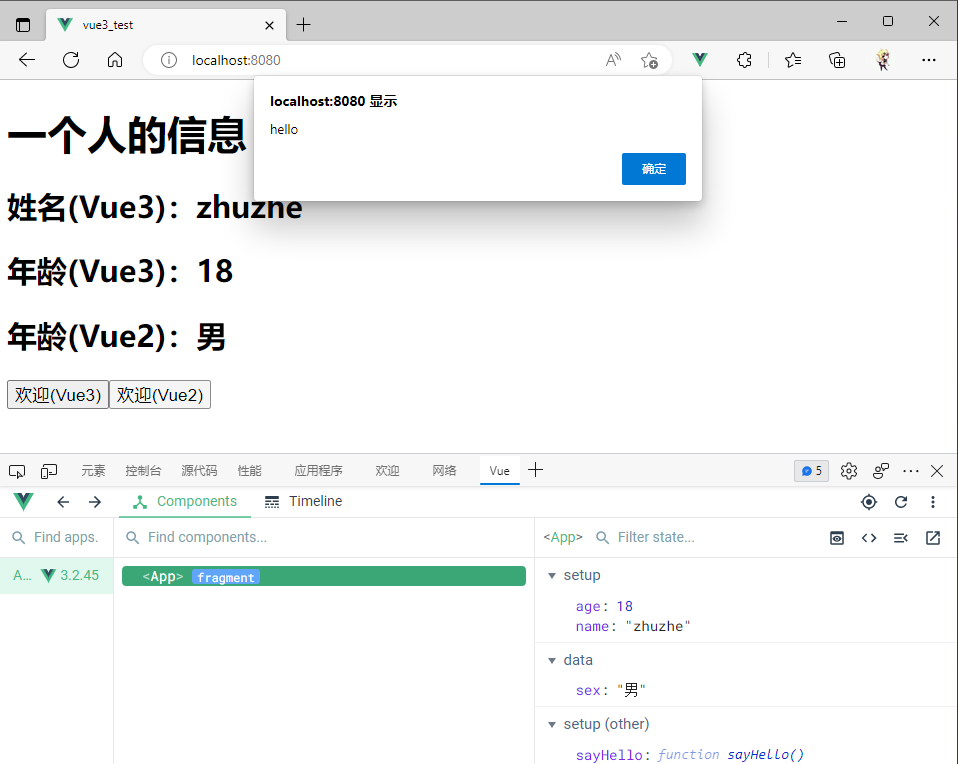 vue3_test
localhost:8080
localhost:8080 显示
hello
确定
一个人的信息
姓名(Vue3)：zhuzhe
年龄(Vue3)：18
年龄(Vue2)：男
欢迎(Vue3) 欢迎(Vue2)
元素 控制台 源代码 性能 应用程序 欢迎 网络 Vue 5
Components Timeline
Find apps. Find components... <App> Filter state...
A... 3.2.45 <App> fragment
setup
age: 18
name: "zhuzhe"
data
sex: "男"
setup (other)
sayHello: function sayHello()